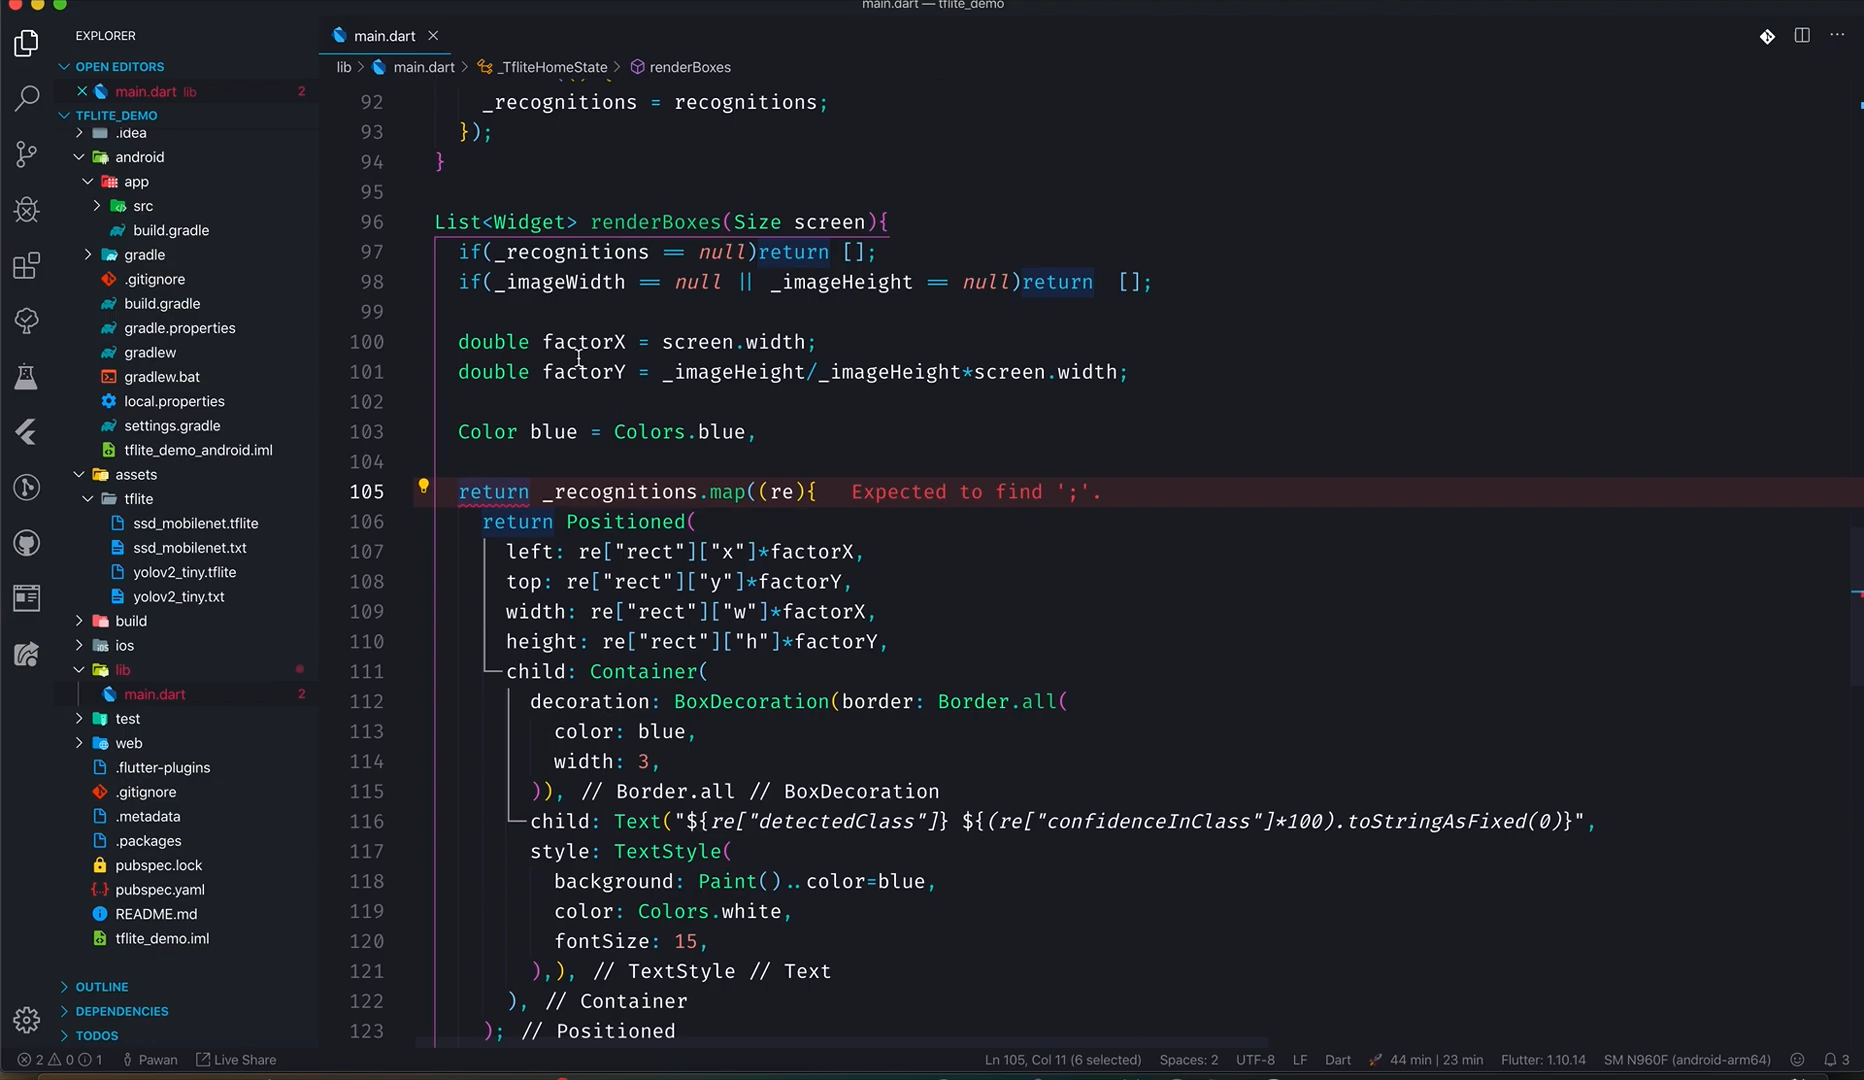 main.dart — tflite_demo
EXPLORER
OPEN EDITORS
main.dart lib 2
TFLITE_DEMO
.idea
android
app
src
build.gradle
gradle
.gitignore
build.gradle
gradle.properties
gradlew
gradlew.bat
local.properties
settings.gradle
tflite_demo_android.iml
assets
tflite
ssd_mobilenet.tflite
ssd_mobilenet.txt
yolov2_tiny.tflite
yolov2_tiny.txt
build
ios
lib
main.dart 2
test
web
.flutter-plugins
.gitignore
.metadata
.packages
pubspec.lock
pubspec.yaml
README.md
tflite_demo.iml
OUTLINE
DEPENDENCIES
TODOS
main.dart
lib > main.dart > _TfliteHomeState > renderBoxes
92 _recognitions = recognitions;
93 });
94 }
95
96 List<Widget> renderBoxes(Size screen){
97 if(_recognitions == null)return [];
98 if(_imageWidth == null || _imageHeight == null)return  [];
99
100 double factorX = screen.width;
101 double factorY = _imageHeight/_imageHeight*screen.width;
102
103 Color blue = Colors.blue,
104
105 return _recognitions.map((re){ Expected to find ';'.
106 return Positioned(
107 left: re["rect"]["x"]*factorX,
108 top: re["rect"]["y"]*factorY,
109 width: re["rect"]["w"]*factorX,
110 height: re["rect"]["h"]*factorY,
111 child: Container(
112 decoration: BoxDecoration(border: Border.all(
113 color: blue,
114 width: 3,
115 )), // Border.all // BoxDecoration
116 child: Text("${re["detectedClass"]} ${(re["confidenceInClass"]*100).toStringAsFixed(0)}",
117 style: TextStyle(
118 background: Paint()..color=blue,
119 color: Colors.white,
120 fontSize: 15,
121 ),), // TextStyle // Text
122 ), // Container
123 ); // Positioned
2 0 1 Pawan Live Share Ln 105, Col 11 (6 selected) Spaces: 2 UTF-8 LF Dart 44 min | 23 min Flutter: 1.10.14 SM N960F (android-arm64) 3